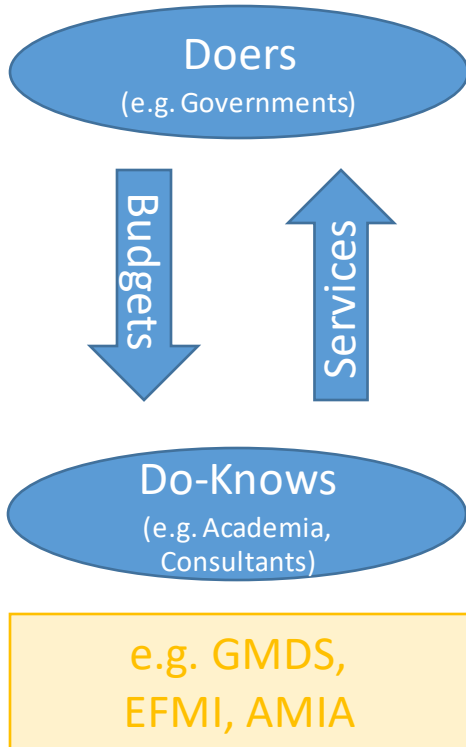 Doers
(e.g. Governments)
Budgets
Services
Do-Knows
(e.g. Academia,
Consultants)
e.g. GMDS,
EFMI, AMIA